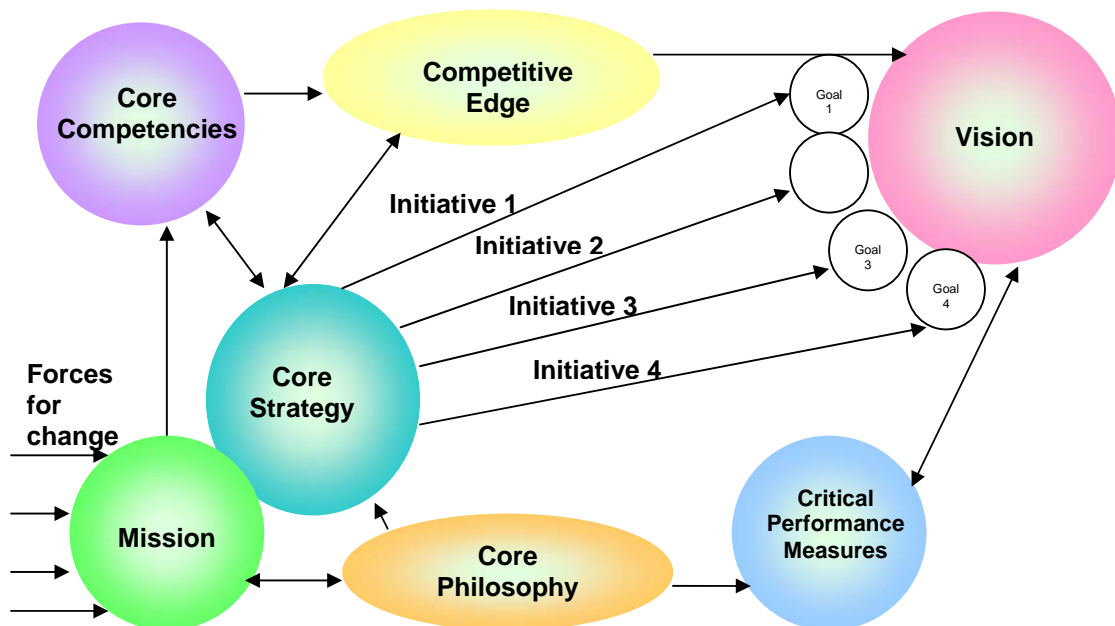 Core
Competencies
Competitive
Edge
Goal
1
Vision
Initiative 1
Initiative 2
Goal
3
Initiative 3
Goal
4
Initiative 4
Forces
for
change
Core
Strategy
Mission
Core
Philosophy
Critical
Performance
Measures